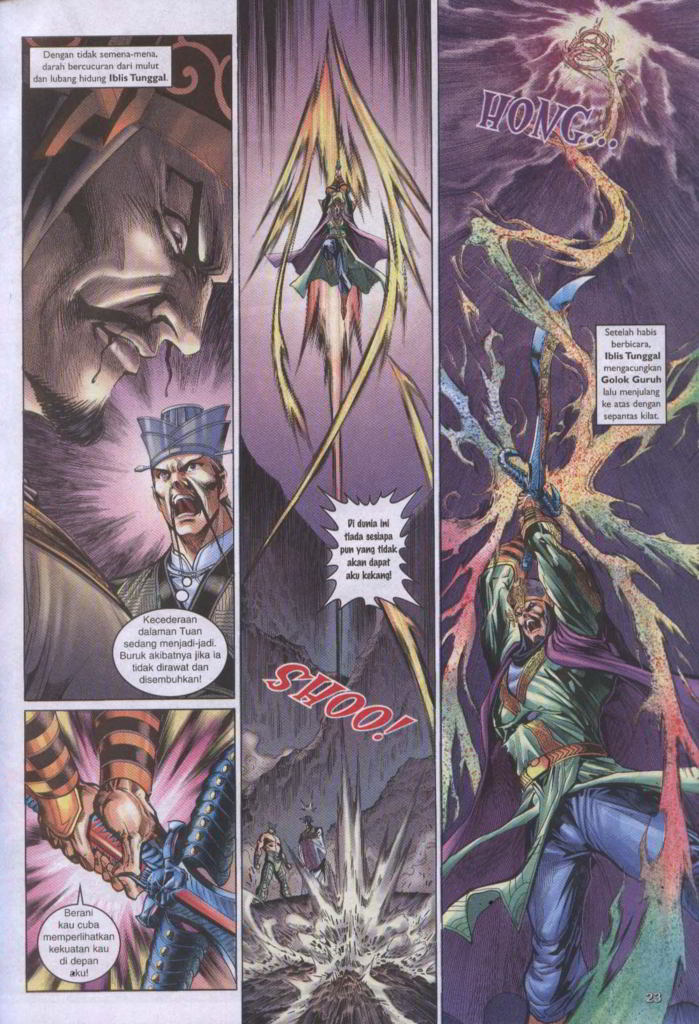 Dengan tidak semena-mena,
darah bercucuran dari mulut
dan lubang hidung Iblis Tunggal.
Kecederaan
dalaman Tuan
sedang menjadi-jadi.
Buruk akibatnya jika ia
tidak dirawat dan
disembuhkan!
Berani
kau cuba
memperlihatkan
kekuatan kau
di depan
aku!
Di dunia ini
tiada sesiapa
pun yang tidak
akan dapat
aku kekang!
SHOO!
HONG...
Setelah habis
berbicara,
Iblis Tunggal
mengacungkan
Golok Guruh
lalu menjulang
ke atas dengan
sepantas kilat.
23